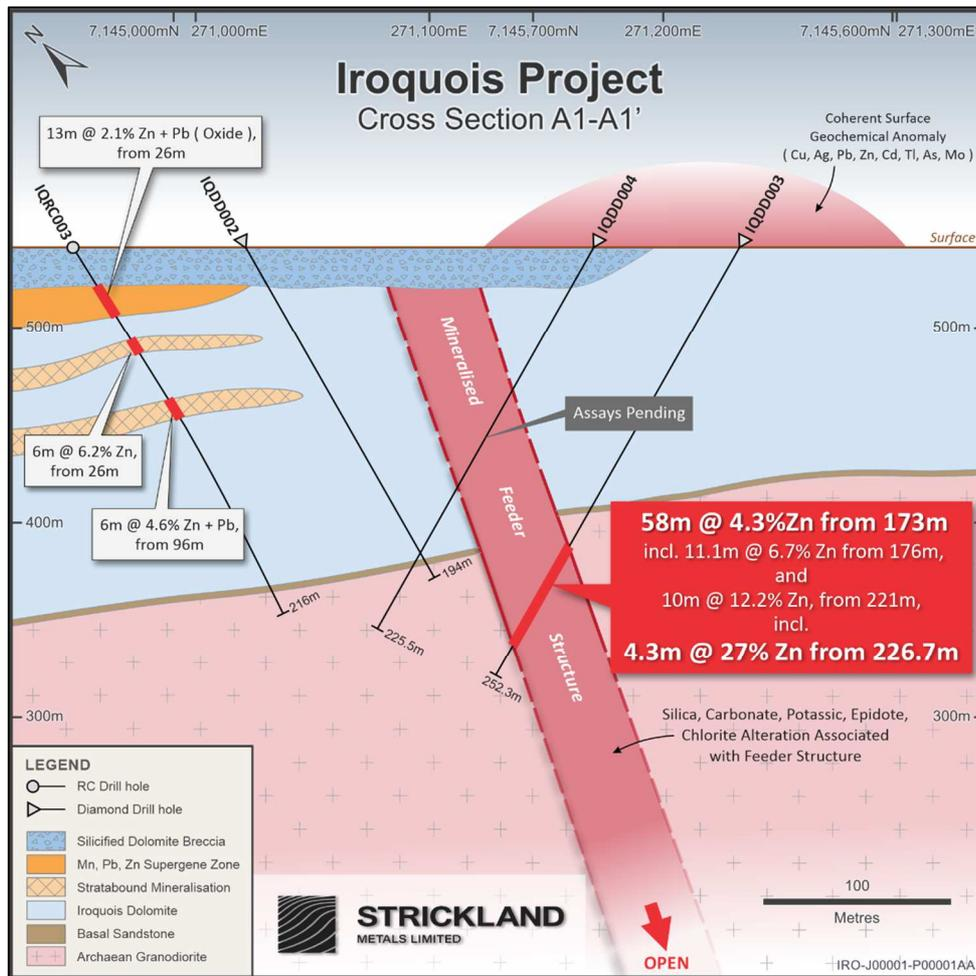 N
7,145,000mN 271,000mE 271,100mE 7,145,700mN 271,200mE 7,145,600mN 271,300mE
Iroquois Project
Cross Section A1-A1'
13m @ 2.1% Zn + Pb ( Oxide ),
from 26m
Coherent Surface
Geochemical Anomaly
( Cu, Ag, Pb, Zn, Cd, Tl, As, Mo )
IQRC003
IQDD002
IQDD004
IQDD003
Surface
500m
500m
Mineralised
Feeder
Structure
Assays Pending
6m @ 6.2% Zn,
from 26m
6m @ 4.6% Zn + Pb,
from 96m
400m
58m @ 4.3%Zn from 173m
incl. 11.1m @ 6.7% Zn from 176m,
and
10m @ 12.2% Zn, from 221m,
incl.
4.3m @ 27% Zn from 226.7m
194m
216m
225.5m
252.3m
300m
300m
Silica, Carbonate, Potassic, Epidote,
Chlorite Alteration Associated
with Feeder Structure
LEGEND
RC Drill hole
Diamond Drill hole
Silicified Dolomite Breccia
Mn, Pb, Zn Supergene Zone
Stratabound Mineralisation
Iroquois Dolomite
Basal Sandstone
Archaean Granodiorite
STRICKLAND
METALS LIMITED
100
Metres
OPEN
IRO-J00001-P00001AA